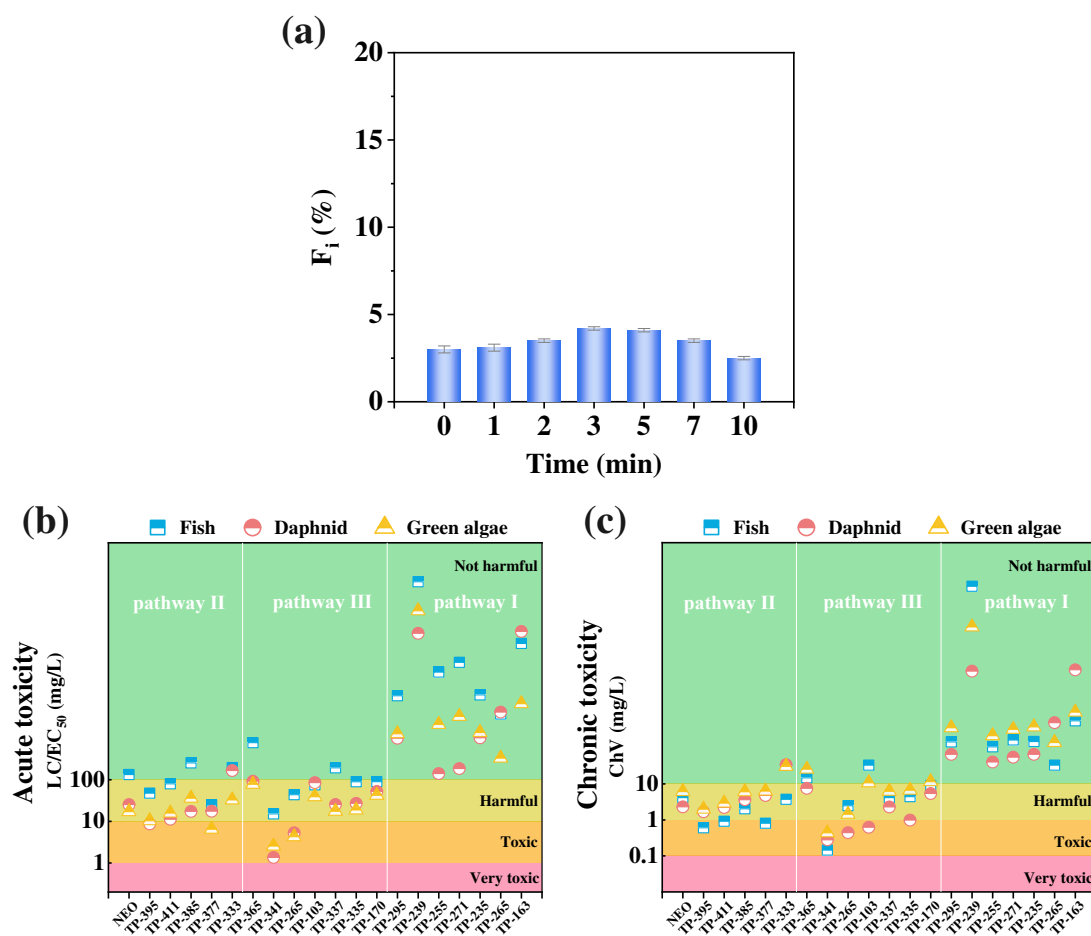 (a)
20
15
10
5
0
F_i (%)
0 1 2 3 5 7 10
Time (min)
(b)
Fish Daphnid Green algae
Not harmful
pathway II pathway III pathway I
Acute toxicity
LC/EC_50 (mg/L)
100
Harmful
10
Toxic
1
Very toxic
NEO TP-395 TP-411 TP-385 TP-377 TP-333 TP-365 TP-341 TP-265 TP-103 TP-337 TP-335 TP-170 TP-295 TP-239 TP-255 TP-271 TP-235 TP-265 TP-163
(c)
Fish Daphnid Green algae
Not harmful
pathway II pathway III pathway I
Chronic toxicity
ChV (mg/L)
10
Harmful
1
Toxic
0.1
Very toxic
NEO TP-395 TP-411 TP-385 TP-377 TP-333 TP-365 TP-341 TP-265 TP-103 TP-337 TP-335 TP-170 TP-295 TP-239 TP-255 TP-271 TP-235 TP-265 TP-163